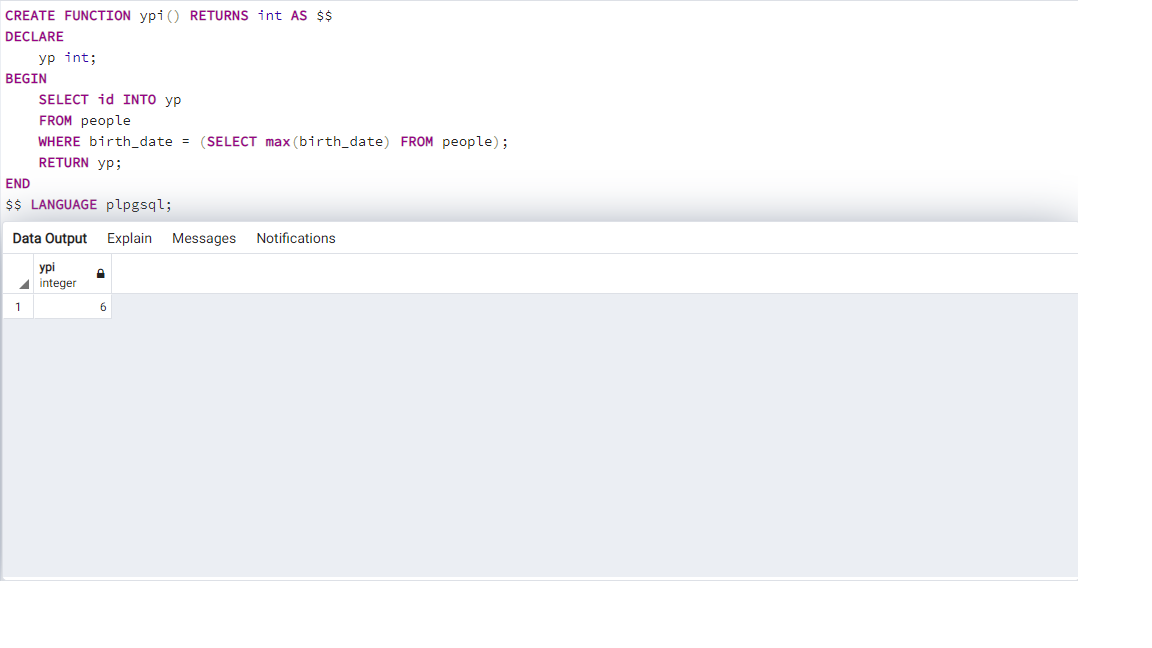 CREATE FUNCTION ypi() RETURNS int AS $$
DECLARE
    yp int;
BEGIN
    SELECT id INTO yp
    FROM people
    WHERE birth_date = (SELECT max(birth_date) FROM people);
    RETURN yp;
END
$$ LANGUAGE plpgsql;
Data Output Explain Messages Notifications
ypi
integer
1 6